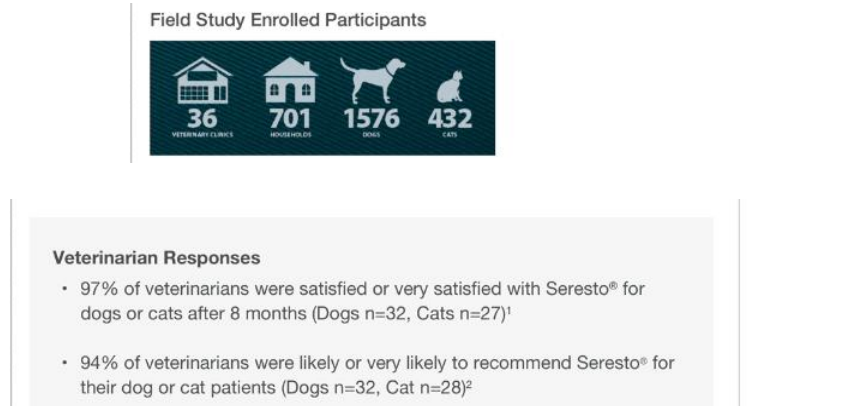 Field Study Enrolled Participants
36 701 1576 432
VETERINARY CLINICS HOUSEHOLDS DOGS CATS
Veterinarian Responses
• 97% of veterinarians were satisfied or very satisfied with Seresto® for
dogs or cats after 8 months (Dogs n=32, Cats n=27)¹
• 94% of veterinarians were likely or very likely to recommend Seresto® for
their dog or cat patients (Dogs n=32, Cat n=28)²